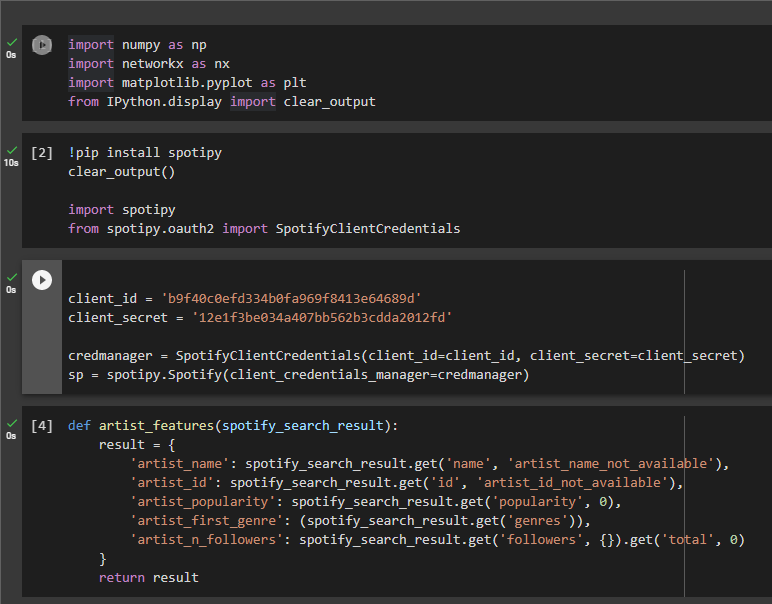 0s
import numpy as np
import networkx as nx
import matplotlib.pyplot as plt
from IPython.display import clear_output
10s
[2]
!pip install spotipy
clear_output()
import spotipy
from spotipy.oauth2 import SpotifyClientCredentials
0s
client_id = 'b9f40c0efd334b0fa969f8413e64689d'
client_secret = '12e1f3be034a407bb562b3cdda2012fd'
credmanager = SpotifyClientCredentials(client_id=client_id, client_secret=client_secret)
sp = spotipy.Spotify(client_credentials_manager=credmanager)
0s
[4]
def artist_features(spotify_search_result):
    result = {
        'artist_name': spotify_search_result.get('name', 'artist_name_not_available'),
        'artist_id': spotify_search_result.get('id', 'artist_id_not_available'),
        'artist_popularity': spotify_search_result.get('popularity', 0),
        'artist_first_genre': (spotify_search_result.get('genres')),
        'artist_n_followers': spotify_search_result.get('followers', {}).get('total', 0)
    }
    return result